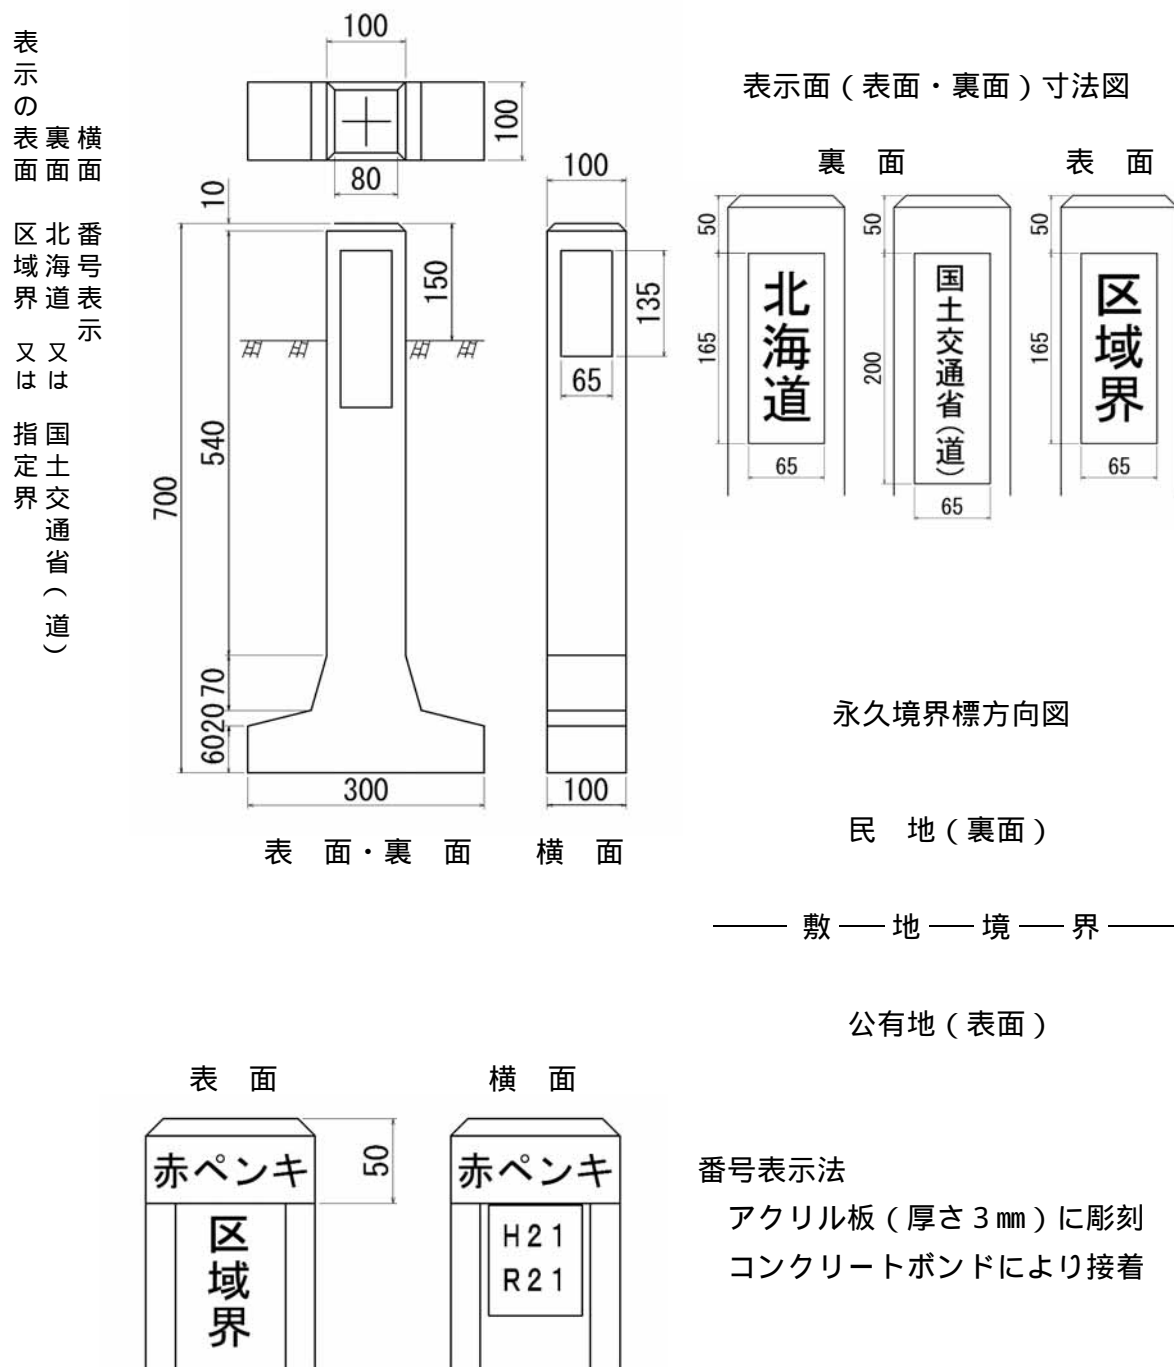 表示の表面 区域界 又は 指定界
裏面 北海道 又は 国土交通省(道)
横面 番号表示
100
100
80
10
700
540
70
20
60
150
300
表 面・裏 面
100
135
65
100
横 面
表示面(表面・裏面)寸法図
裏 面
表 面
50
165
北海道
65
50
200
国土交通省(道)
65
50
165
区域界
65
永久境界標方向図
民 地(裏面)
敷 地 境 界
公有地(表面)
表 面
赤ペンキ
50
区域界
横 面
赤ペンキ
H21
R21
番号表示法
アクリル板(厚さ3㎜)に彫刻
コンクリートボンドにより接着